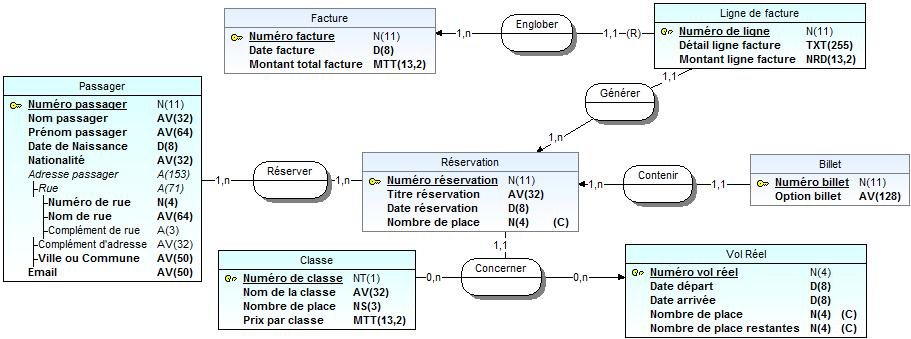 Facture
Numéro facture N(11)
Date facture D(8)
Montant total facture MTT(13,2)
1,n
Englober
1,1 (R)
Ligne de facture
Numéro de ligne N(11)
Détail ligne facture TXT(255)
Montant ligne facture NRD(13,2)
1,1
Générer
1,n
Passager
Numéro passager N(11)
Nom passager AV(32)
Prénom passager AV(64)
Date de Naissance D(8)
Nationalité AV(32)
Adresse passager A(153)
Rue A(71)
Numéro de rue N(4)
Nom de rue AV(64)
Complément de rue A(3)
Complément d'adresse AV(32)
Ville ou Commune AV(50)
Email AV(50)
1,n
Réserver
1,n
Réservation
Numéro réservation N(11)
Titre réservation AV(32)
Date réservation D(8)
Nombre de place N(4) (C)
1,n
Contenir
1,1
Billet
Numéro billet N(11)
Option billet AV(128)
1,1
Concerner
0,n
0,n
Classe
Numéro de classe NT(1)
Nom de la classe AV(32)
Nombre de place NS(3)
Prix par classe MTT(13,2)
Vol Réel
Numéro vol réel N(4)
Date départ D(8)
Date arrivée D(8)
Nombre de place N(4) (C)
Nombre de place restantes N(4) (C)